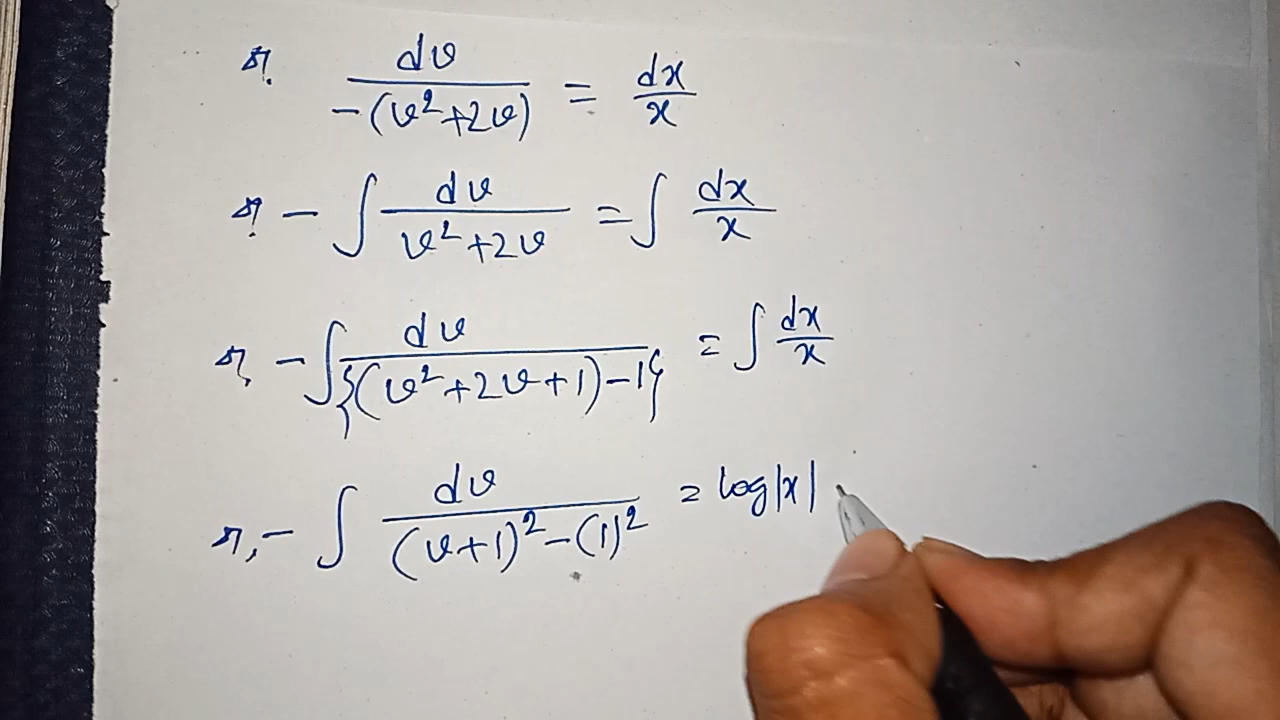 या, dv/-(v²+2v) = dx/x
या, -∫ dv/v²+2v = ∫ dx/x
या, -∫ dv/{(v²+2v+1)-1} = ∫ dx/x
या, -∫ dv/(v+1)²-(1)² = log|x|